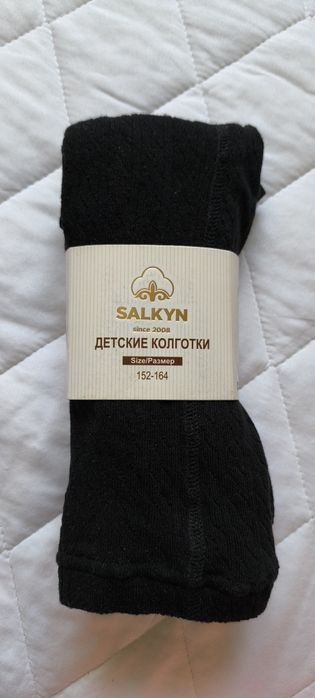 SALKYN
since 2008
ДЕТСКИЕ КОЛГОТКИ
Size/Размер
152-164